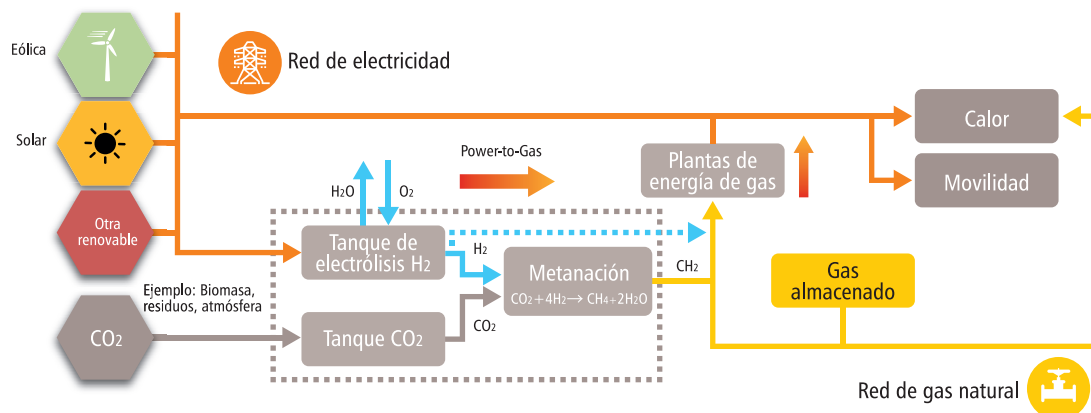 Eólica
Red de electricidad
Solar
Calor
Power-to-Gas
Plantas de
energía de gas
Movilidad
H2O
O2
Otra
renovable
Tanque de
electrólisis H2
H2
Metanación
CO2+4H2→ CH4+2H2O
CH2
Gas
almacenado
Ejemplo: Biomasa,
residuos, atmósfera
CO2
Tanque CO2
CO2
Red de gas natural